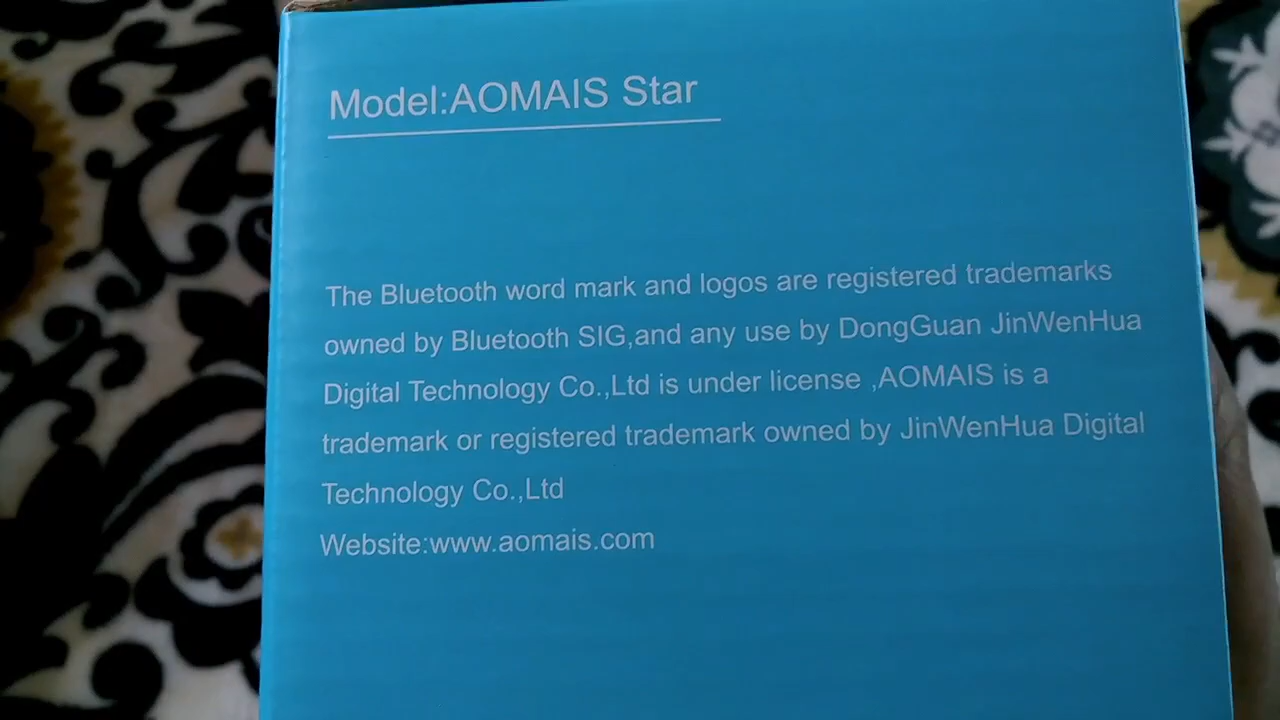 Model:AOMAIS Star
The Bluetooth word mark and logos are registered trademarks
owned by Bluetooth SIG,and any use by DongGuan JinWenHua
Digital Technology Co.,Ltd is under license ,AOMAIS is a
trademark or registered trademark owned by JinWenHua Digital
Technology Co.,Ltd
Website:www.aomais.com